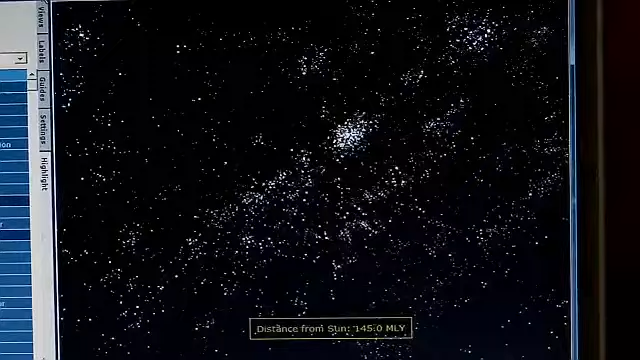 Views
Labels
Guides
Settings
Highlight
Distance from Sun: 145.0 MLY